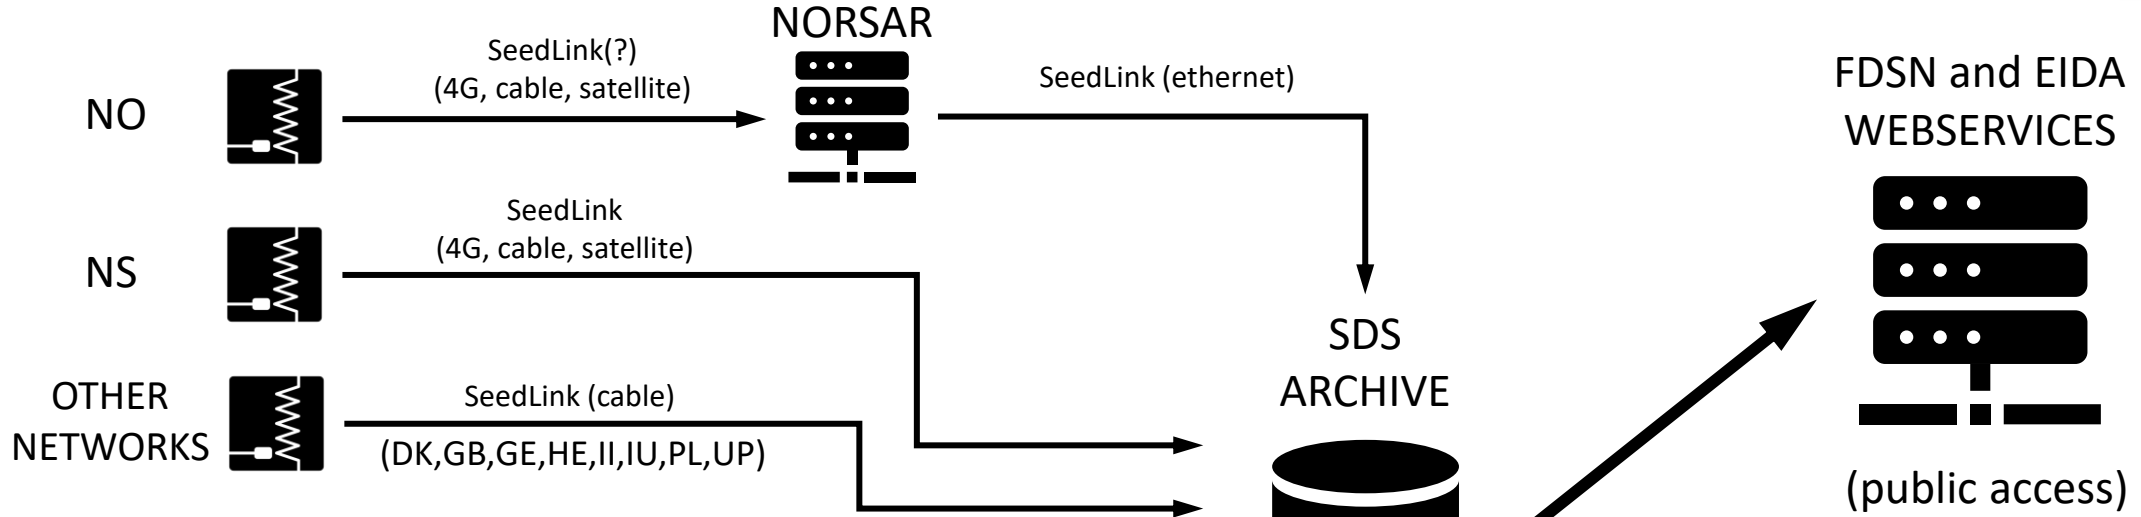 NORSAR
SeedLink(?)
(4G, cable, satellite)
SeedLink (ethernet)
FDSN and EIDA
WEBSERVICES
NO
SeedLink
(4G, cable, satellite)
NS
SDS
ARCHIVE
OTHER
NETWORKS
SeedLink (cable)
(DK,GB,GE,HE,II,IU,PL,UP)
(public access)